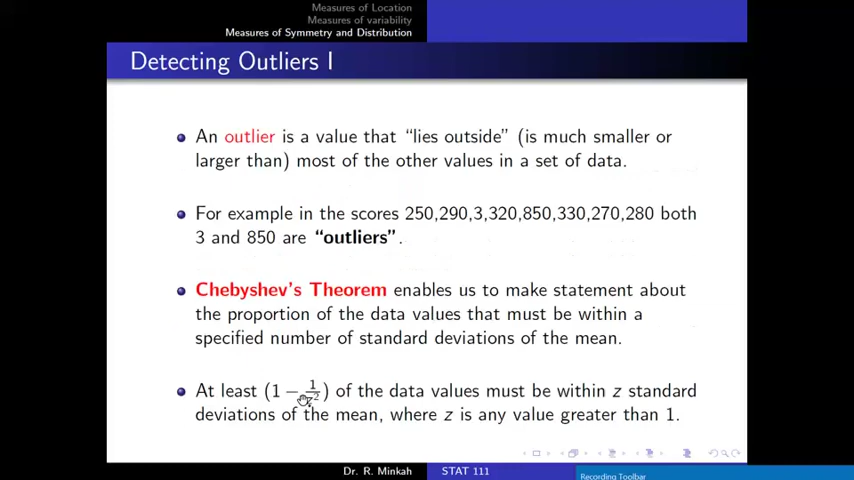 Measures of Location
Measures of variability
Measures of Symmetry and Distribution
Detecting Outliers I
An outlier is a value that “lies outside” (is much smaller or
larger than) most of the other values in a set of data.
For example in the scores 250,290,3,320,850,330,270,280 both
3 and 850 are “outliers”.
Chebyshev's Theorem enables us to make statement about
the proportion of the data values that must be within a
specified number of standard deviations of the mean.
At least (1 − 1/z²) of the data values must be within z standard
deviations of the mean, where z is any value greater than 1.
Dr. R. Minkah STAT 111
Recording Toolbar